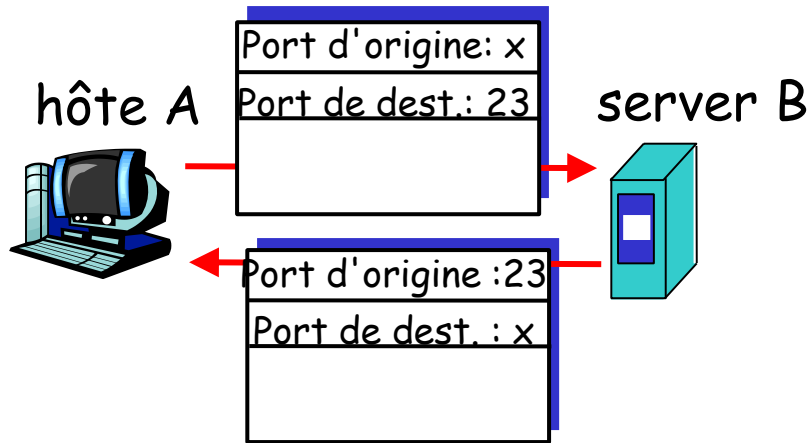 Port d'origine: x
Port de dest.: 23
hôte A
server B
Port d'origine :23
Port de dest. : x